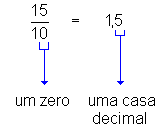 15/10 = 1,5
um zero
uma casa
decimal